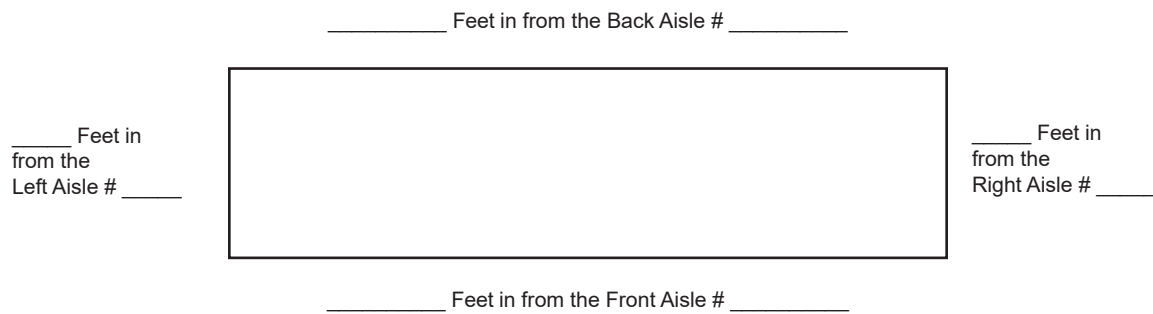 __________ Feet in from the Back Aisle # __________
_____ Feet in
from the
Left Aisle # _____
_____ Feet in
from the
Right Aisle # _____
__________ Feet in from the Front Aisle # __________